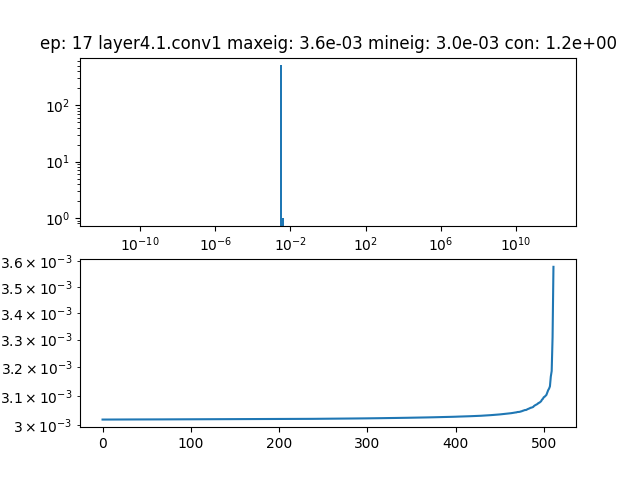 ep: 17 layer4.1.conv1 maxeig: 3.6e-03 mineig: 3.0e-03 con: 1.2e+00
10²
10¹
10⁰
10⁻¹⁰ 10⁻⁶ 10⁻² 10² 10⁶ 10¹⁰
3.6 × 10⁻³
3.5 × 10⁻³
3.4 × 10⁻³
3.3 × 10⁻³
3.2 × 10⁻³
3.1 × 10⁻³
3 × 10⁻³
0 100 200 300 400 500